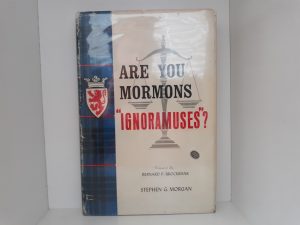 ARE YOU
MORMONS
"IGNORAMUSES"?
BERNARD P. BROCKBANK
STEPHEN G. MORGAN